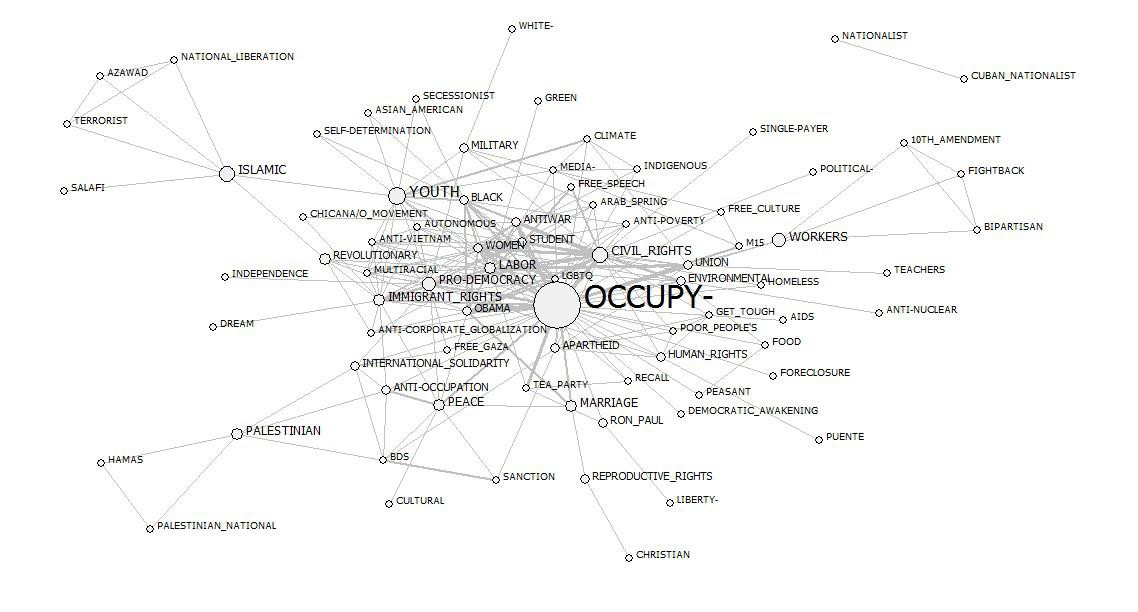 WHITE-
NATIONALIST
NATIONAL_LIBERATION
AZAWAD
CUBAN_NATIONALIST
SECESSIONIST
GREEN
ASIAN_AMERICAN
TERRORIST
SELF-DETERMINATION
SINGLE-PAYER
CLIMATE
10TH_AMENDMENT
MILITARY
MEDIA-
INDIGENOUS
POLITICAL-
ISLAMIC
FIGHTBACK
FREE_SPEECH
SALAFI
YOUTH
BLACK
ARAB_SPRING
FREE_CULTURE
CHICANA/O_MOVEMENT
AUTONOMOUS
ANTIWAR
ANTI-POVERTY
BIPARTISAN
ANTI-VIETNAM
WOMEN
STUDENT
M15
WORKERS
REVOLUTIONARY
CIVIL_RIGHTS
LABOR
UNION
INDEPENDENCE
MULTIRACIAL
PRO-DEMOCRACY
LGBTQ
ENVIRONMENTAL
HOMELESS
TEACHERS
IMMIGRANT_RIGHTS
OCCUPY-
OBAMA
GET_TOUGH
AIDS
ANTI-NUCLEAR
DREAM
ANTI-CORPORATE_GLOBALIZATION
POOR_PEOPLE'S
FREE_GAZA
APARTHEID
FOOD
INTERNATIONAL_SOLIDARITY
HUMAN_RIGHTS
FORECLOSURE
ANTI-OCCUPATION
TEA_PARTY
RECALL
PEASANT
PEACE
MARRIAGE
DEMOCRATIC_AWAKENING
RON_PAUL
PALESTINIAN
PUENTE
HAMAS
BDS
SANCTION
REPRODUCTIVE_RIGHTS
CULTURAL
LIBERTY-
PALESTINIAN_NATIONAL
CHRISTIAN